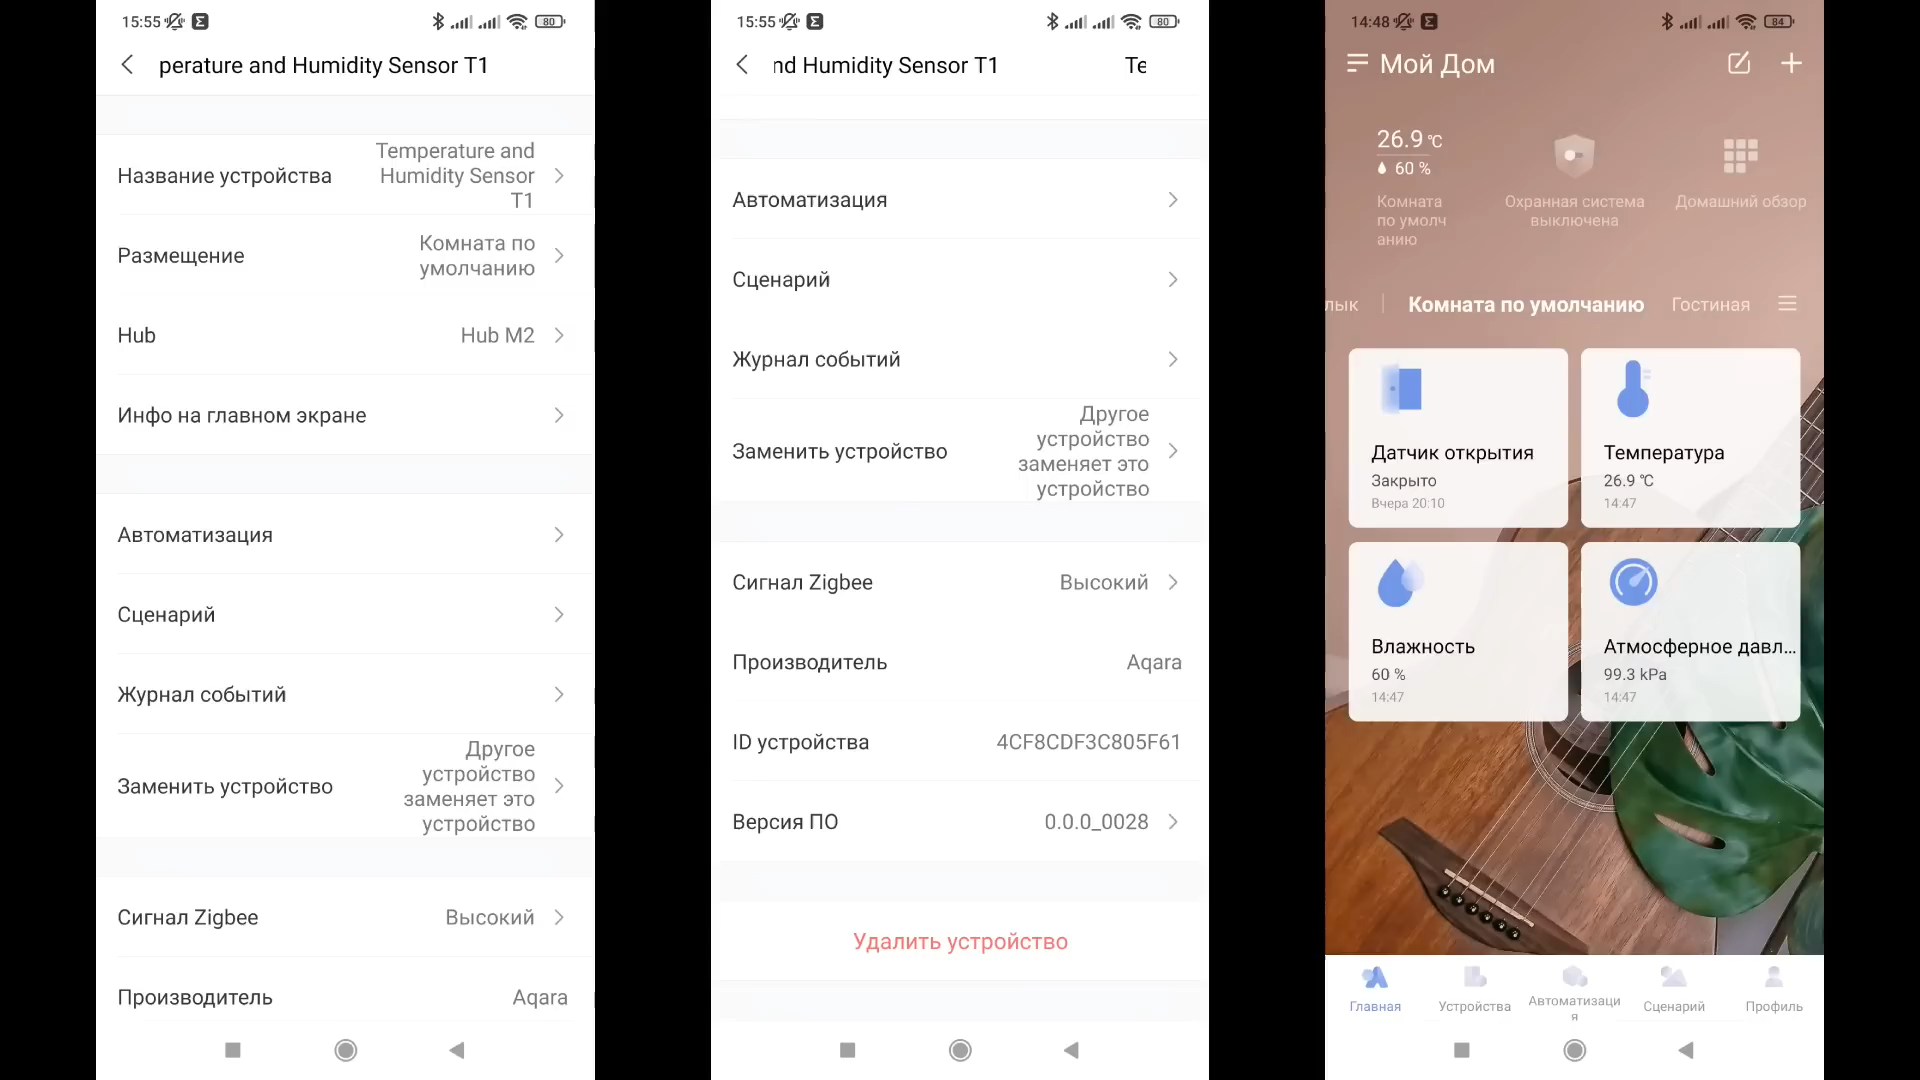 15:55
80
perature and Humidity Sensor T1
Название устройства
Temperature and
Humidity Sensor
T1
Размещение
Комната по
умолчанию
Hub
Hub M2
Инфо на главном экране
Автоматизация
Сценарий
Журнал событий
Заменить устройство
Другое
устройство
заменяет это
устройство
Сигнал Zigbee
Высокий
Производитель
Aqara
15:55
80
nd Humidity Sensor T1
Te
Автоматизация
Сценарий
Журнал событий
Заменить устройство
Другое
устройство
заменяет это
устройство
Сигнал Zigbee
Высокий
Производитель
Aqara
ID устройства
4CF8CDF3C805F61
Версия ПО
0.0.0_0028
Удалить устройство
14:48
84
Мой Дом
26.9 ℃
60 %
Комната
по умолч
анию
Охранная система
выключена
Домашний обзор
лык
Комната по умолчанию
Гостиная
Датчик открытия
Закрыто
Вчера 20:10
Температура
26.9 ℃
14:47
Влажность
60 %
14:47
Атмосферное давл...
99.3 kPa
14:47
Главная
Устройства
Автоматизаци
я
Сценарий
Профиль